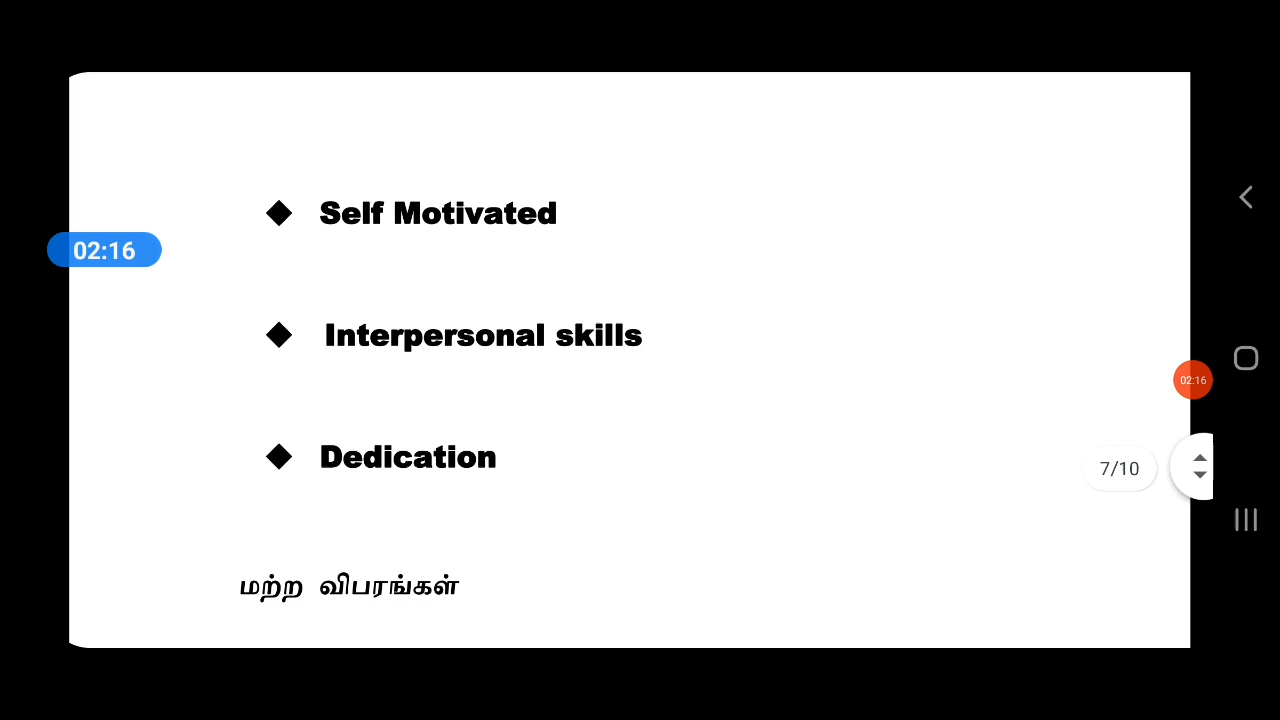 ◆ Self Motivated
02:16
◆ Interpersonal skills
02:16
◆ Dedication
7/10
மற்ற விபரங்கள்